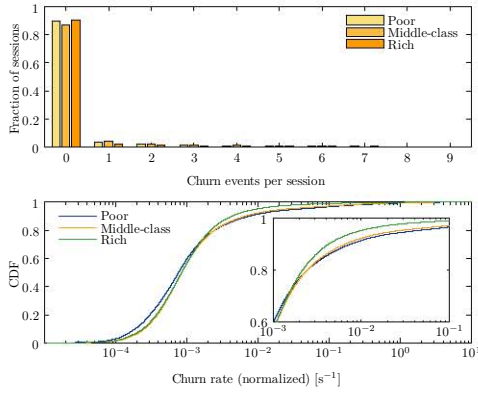 Fraction of sessions
1
0.8
0.6
0.4
0.2
0
Poor
Middle-class
Rich
0 1 2 3 4 5 6 7 8 9
Churn events per session
CDF
1
0.8
0.6
0.4
0.2
0
Poor
Middle-class
Rich
1
0.8
0.6
10⁻³ 10⁻² 10⁻¹
10⁻⁴ 10⁻³ 10⁻² 10⁻¹ 10⁰
Churn rate (normalized) [s⁻¹]